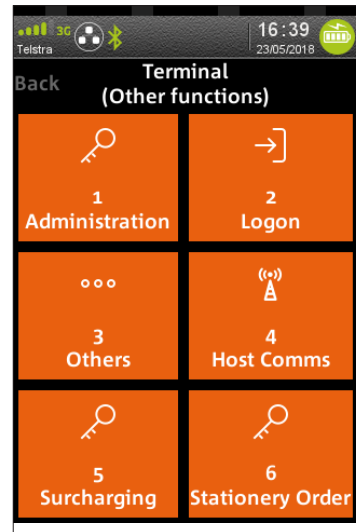 3G
16:39
Telstra
23/05/2018
Back
Terminal
(Other functions)
1
Administration
2
Logon
3
Others
4
Host Comms
5
Surcharging
6
Stationery Order